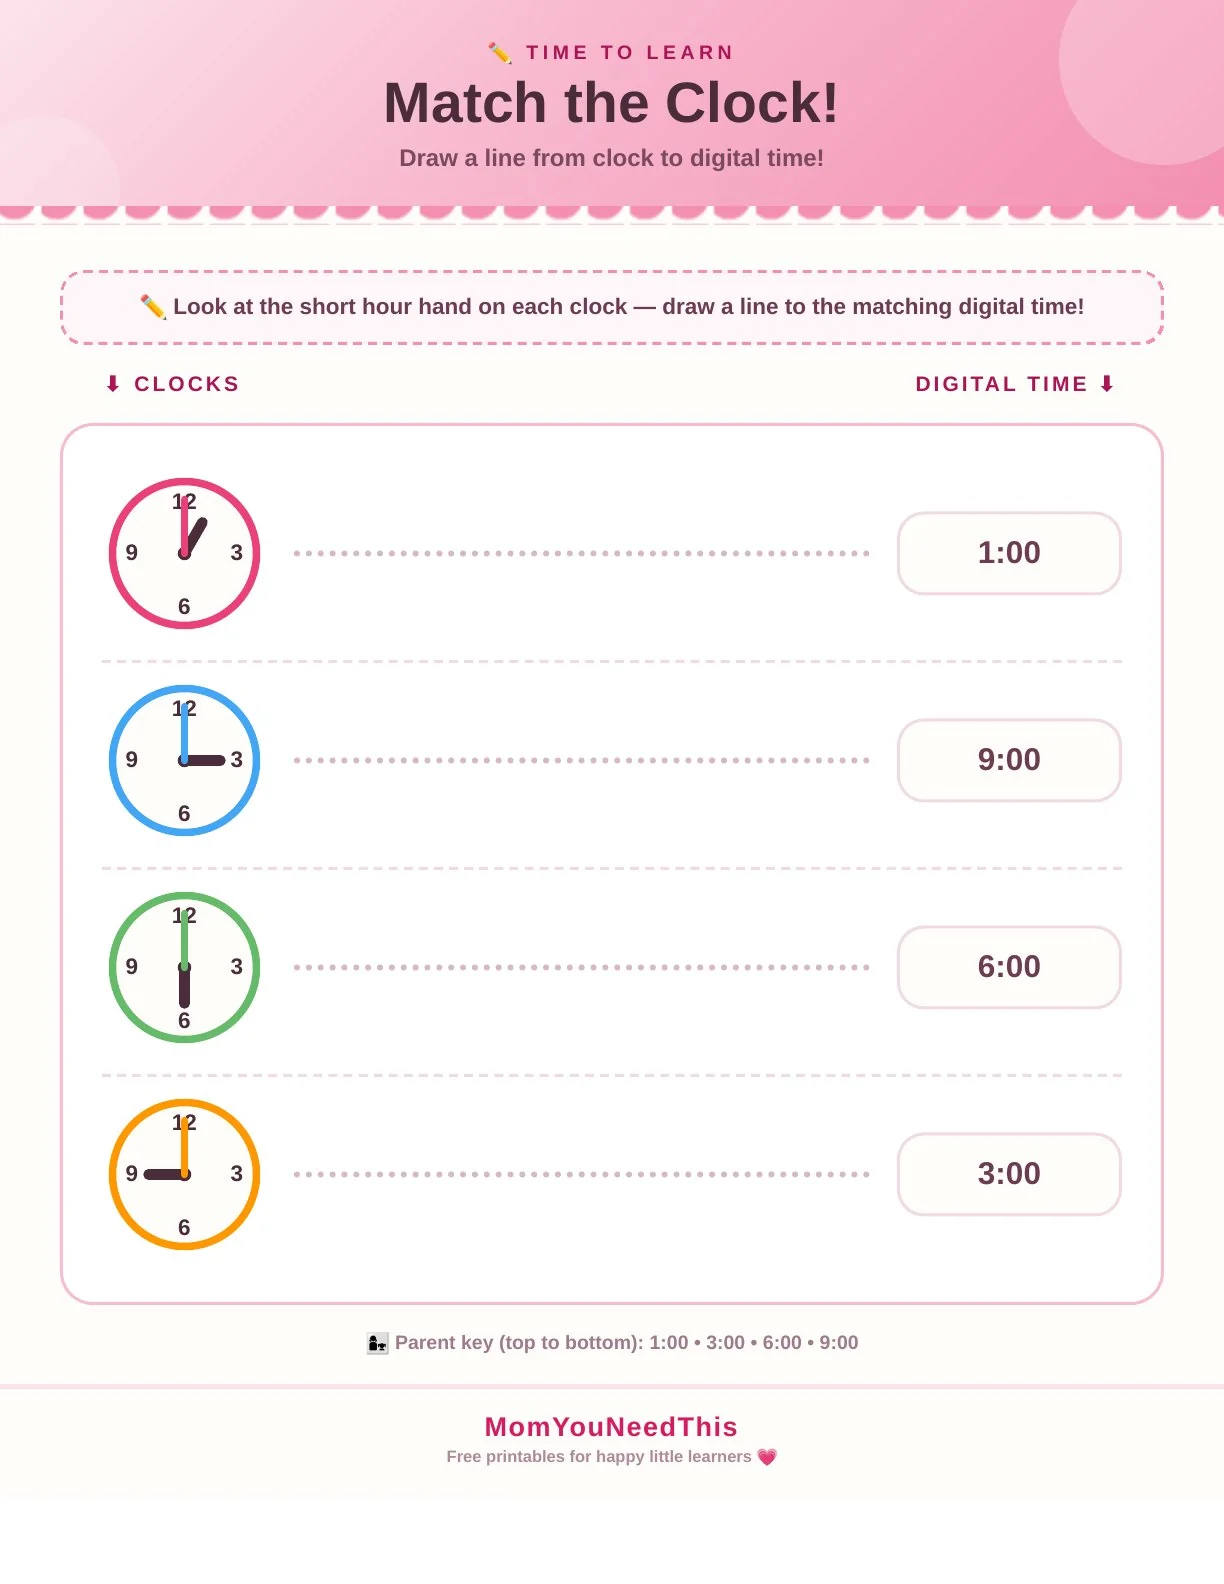 ✏️ TIME TO LEARN
Match the Clock!
Draw a line from clock to digital time!
✏️ Look at the short hour hand on each clock — draw a line to the matching digital time!
⬇ CLOCKS
DIGITAL TIME ⬇
12
9 3
6
1:00
12
9 3
6
9:00
12
9 3
6
6:00
12
9 3
6
3:00
Parent key (top to bottom): 1:00 • 3:00 • 6:00 • 9:00
MomYouNeedThis
Free printables for happy little learners 💗